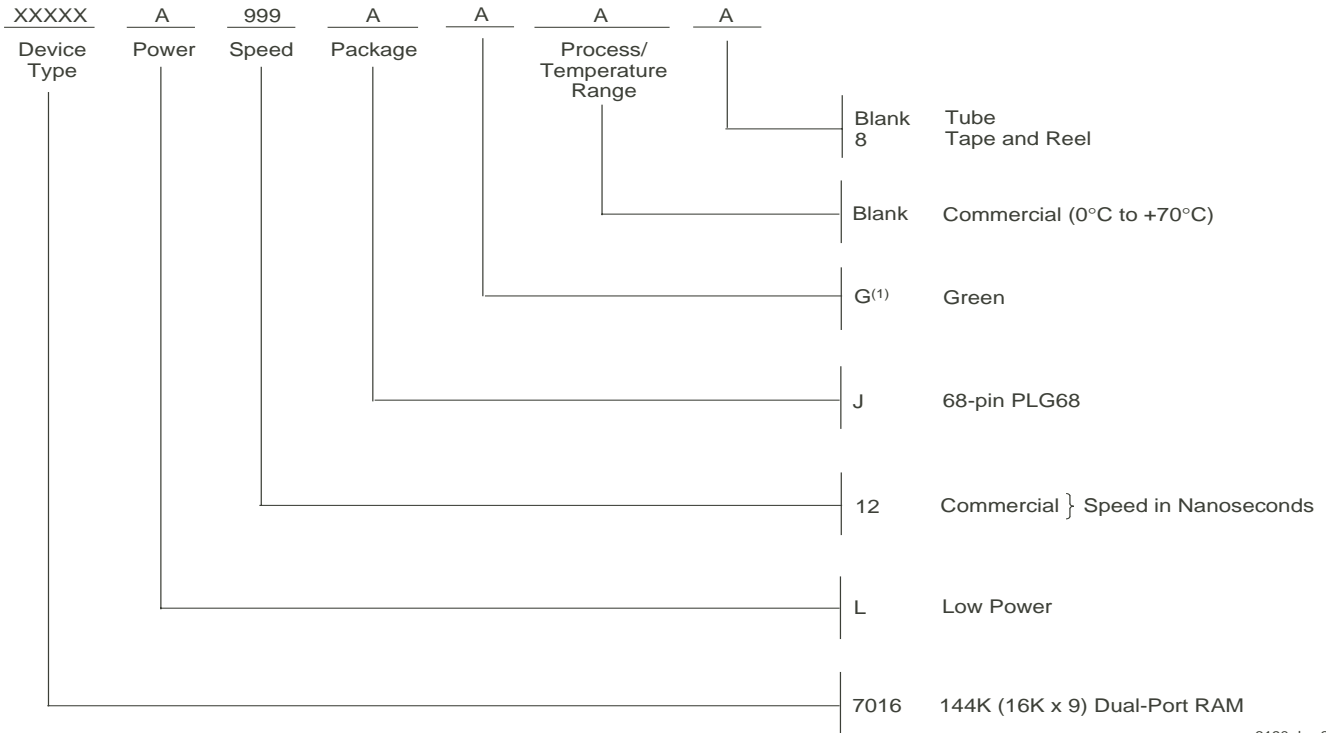 XXXXX A 999 A A A A
Device Type Power Speed Package Process/ Temperature Range
Blank Tube
8 Tape and Reel
Blank Commercial (0°C to +70°C)
G(1) Green
J 68-pin PLG68
12 Commercial } Speed in Nanoseconds
L Low Power
7016 144K (16K x 9) Dual-Port RAM